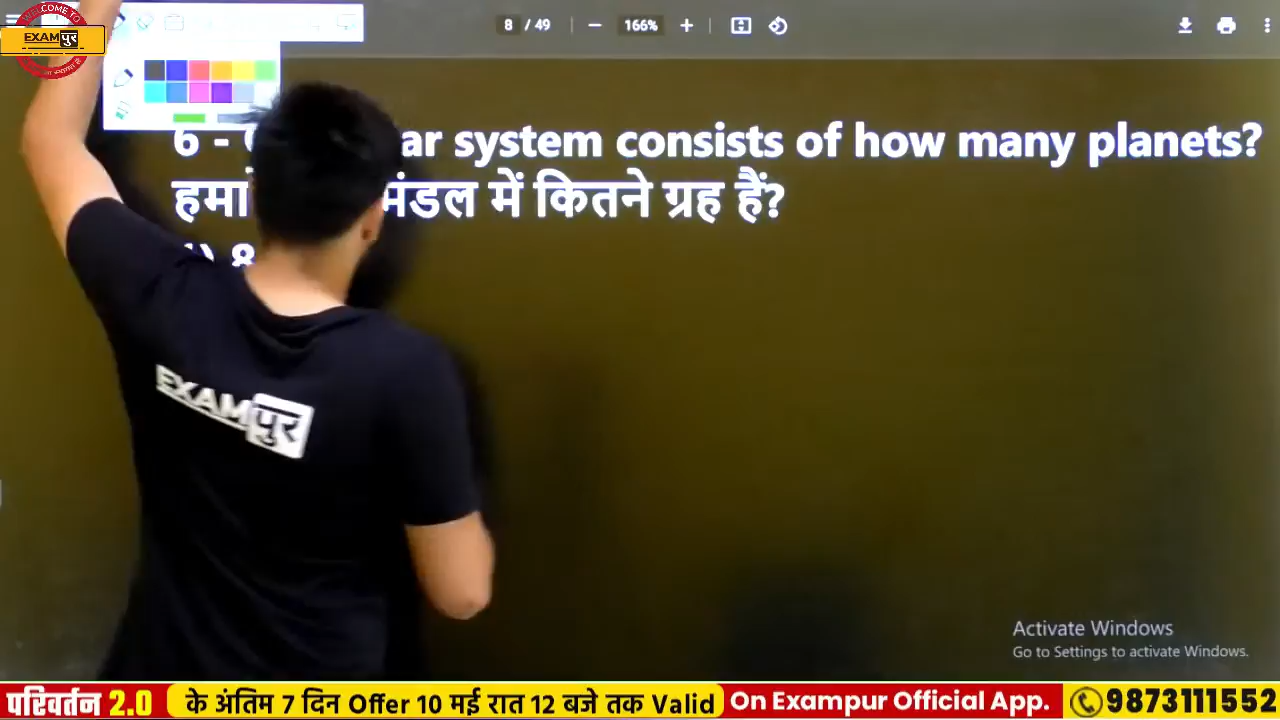 WELCOME TO
EXAMपुर
8 / 49
166%
6 - ar system consists of how many planets?
मंडल में कितने ग्रह हैं?
8
EXAMपुर
Activate Windows
Go to Settings to activate Windows.
परिवर्तन 2.0 के अंतिम 7 दिन Offer 10 मई रात 12 बजे तक Valid On Exampur Official App. 9873111552